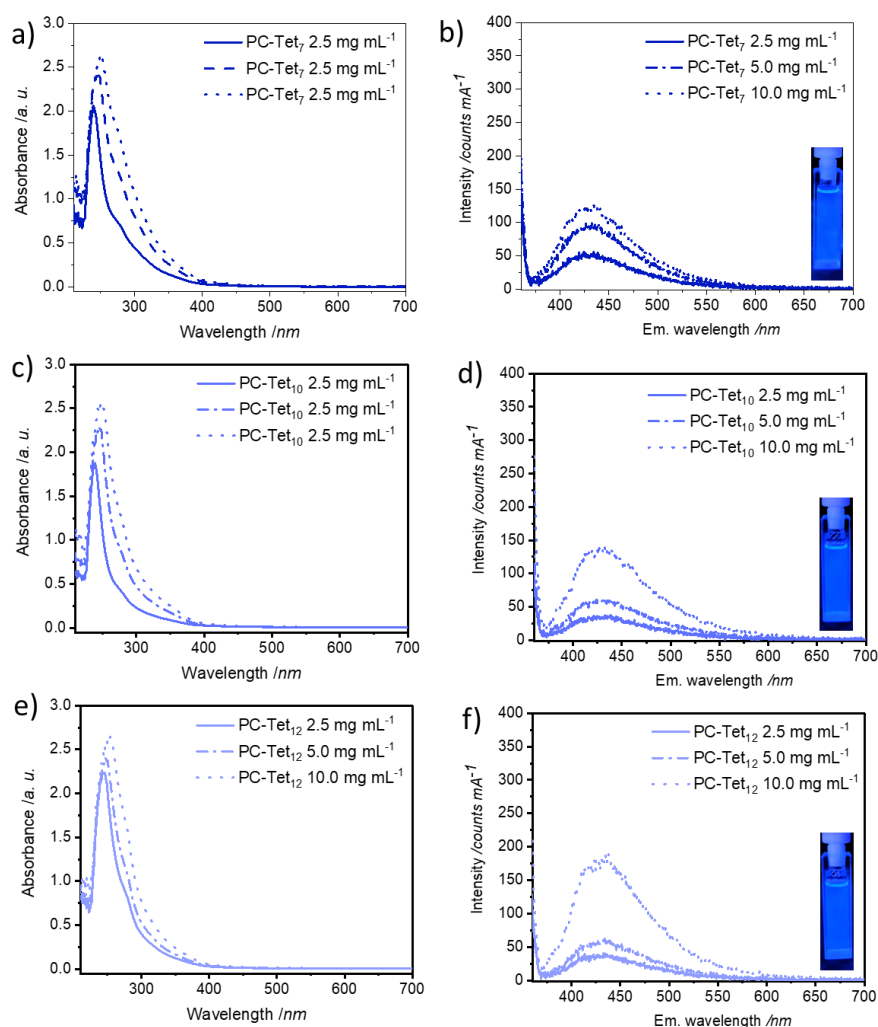 a)
3.0
2.5
2.0
1.5
1.0
0.5
0.0
Absorbance /a. u.
PC-Tet₇ 2.5 mg mL⁻¹
PC-Tet₇ 2.5 mg mL⁻¹
PC-Tet₇ 2.5 mg mL⁻¹
300 400 500 600 700
Wavelength /nm
b)
400
350
300
250
200
150
100
50
0
Intensity /counts mA⁻¹
PC-Tet₇ 2.5 mg mL⁻¹
PC-Tet₇ 5.0 mg mL⁻¹
PC-Tet₇ 10.0 mg mL⁻¹
400 450 500 550 600 650 700
Em. wavelength /nm
c)
3.0
2.5
2.0
1.5
1.0
0.5
0.0
Absorbance /a. u.
PC-Tet₁₀ 2.5 mg mL⁻¹
PC-Tet₁₀ 2.5 mg mL⁻¹
PC-Tet₁₀ 2.5 mg mL⁻¹
300 400 500 600 700
Wavelength /nm
d)
400
350
300
250
200
150
100
50
0
Intensity /counts mA⁻¹
PC-Tet₁₀ 2.5 mg mL⁻¹
PC-Tet₁₀ 5.0 mg mL⁻¹
PC-Tet₁₀ 10.0 mg mL⁻¹
400 450 500 550 600 650 700
Em. wavelength /nm
e)
3.0
2.5
2.0
1.5
1.0
0.5
0.0
Absorbance /a. u.
PC-Tet₁₂ 2.5 mg mL⁻¹
PC-Tet₁₂ 5.0 mg mL⁻¹
PC-Tet₁₂ 10.0 mg mL⁻¹
300 400 500 600 700
Wavelength /nm
f)
400
350
300
250
200
150
100
50
0
Intensity /counts mA⁻¹
PC-Tet₁₂ 2.5 mg mL⁻¹
PC-Tet₁₂ 5.0 mg mL⁻¹
PC-Tet₁₂ 10.0 mg mL⁻¹
400 450 500 550 600 650 700
Em. wavelength /nm